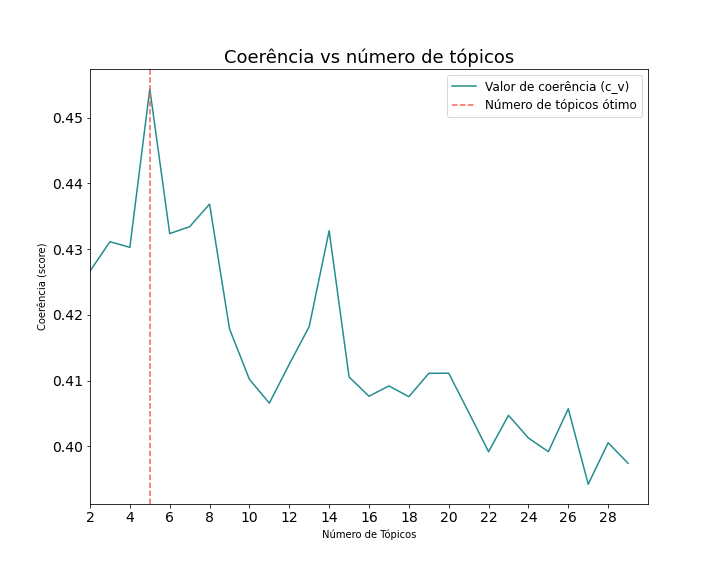 Coerência vs número de tópicos
Valor de coerência (c_v)
Número de tópicos ótimo
Coerência (score)
0.45
0.44
0.43
0.42
0.41
0.40
2 4 6 8 10 12 14 16 18 20 22 24 26 28
Número de Tópicos